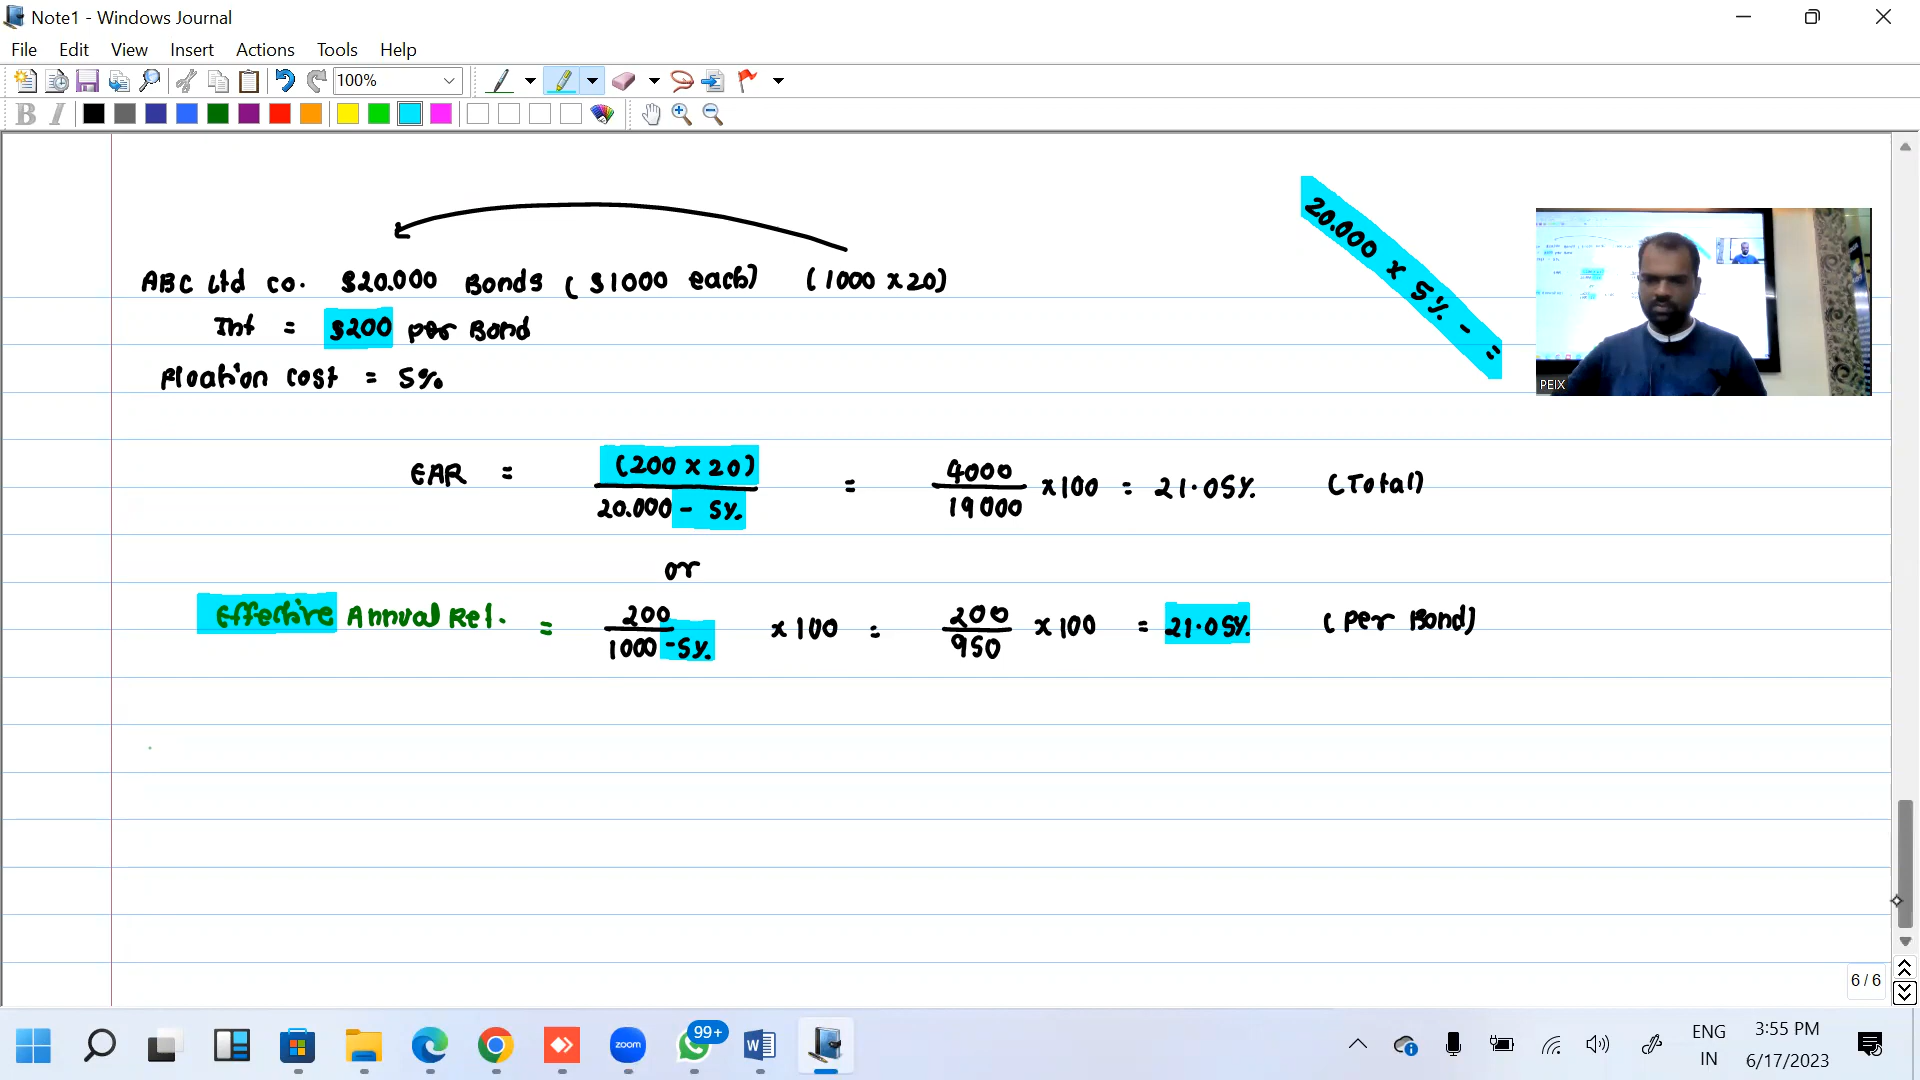 Note1 - Windows Journal
File Edit View Insert Actions Tools Help
100%
B I
20.000 x 5% - =
ABC Ltd co. $20.000 Bonds ( $1000 each) (1000 x 20)
Int = $200 per Bond
Floation cost = 5%
PEIX
EAR = (200 x 20) / 20.000 - 5% = 4000 / 19000 x100 = 21.05% (Total)
or
Effective Annual Ret. = 200 / 1000 -5% x 100 = 200 / 950 x 100 = 21.05% (per Bond)
6 / 6
99+
zoom
ENG
IN
3:55 PM
6/17/2023